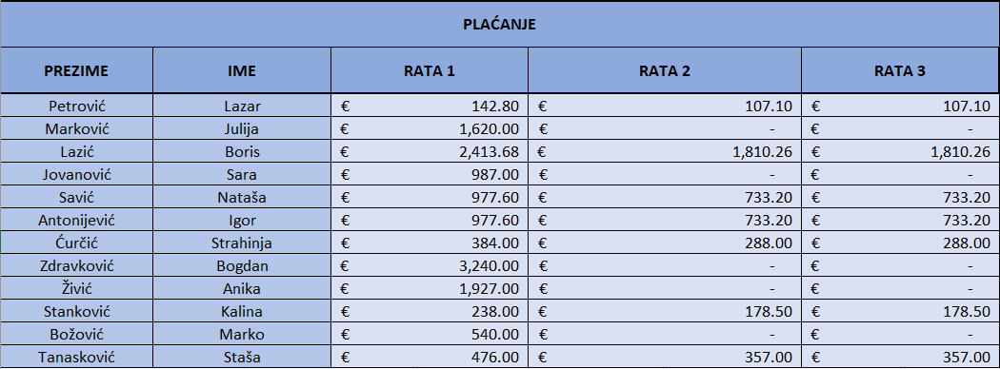 PLAĆANJE
PREZIME IME RATA 1 RATA 2 RATA 3
Petrović Lazar € 142.80 € 107.10 € 107.10
Marković Julija € 1,620.00 € - € -
Lazić Boris € 2,413.68 € 1,810.26 € 1,810.26
Jovanović Sara € 987.00 € - € -
Savić Nataša € 977.60 € 733.20 € 733.20
Antonijević Igor € 977.60 € 733.20 € 733.20
Ćurčić Strahinja € 384.00 € 288.00 € 288.00
Zdravković Bogdan € 3,240.00 € - € -
Živić Anika € 1,927.00 € - € -
Stanković Kalina € 238.00 € 178.50 € 178.50
Božović Marko € 540.00 € - € -
Tanasković Staša € 476.00 € 357.00 € 357.00